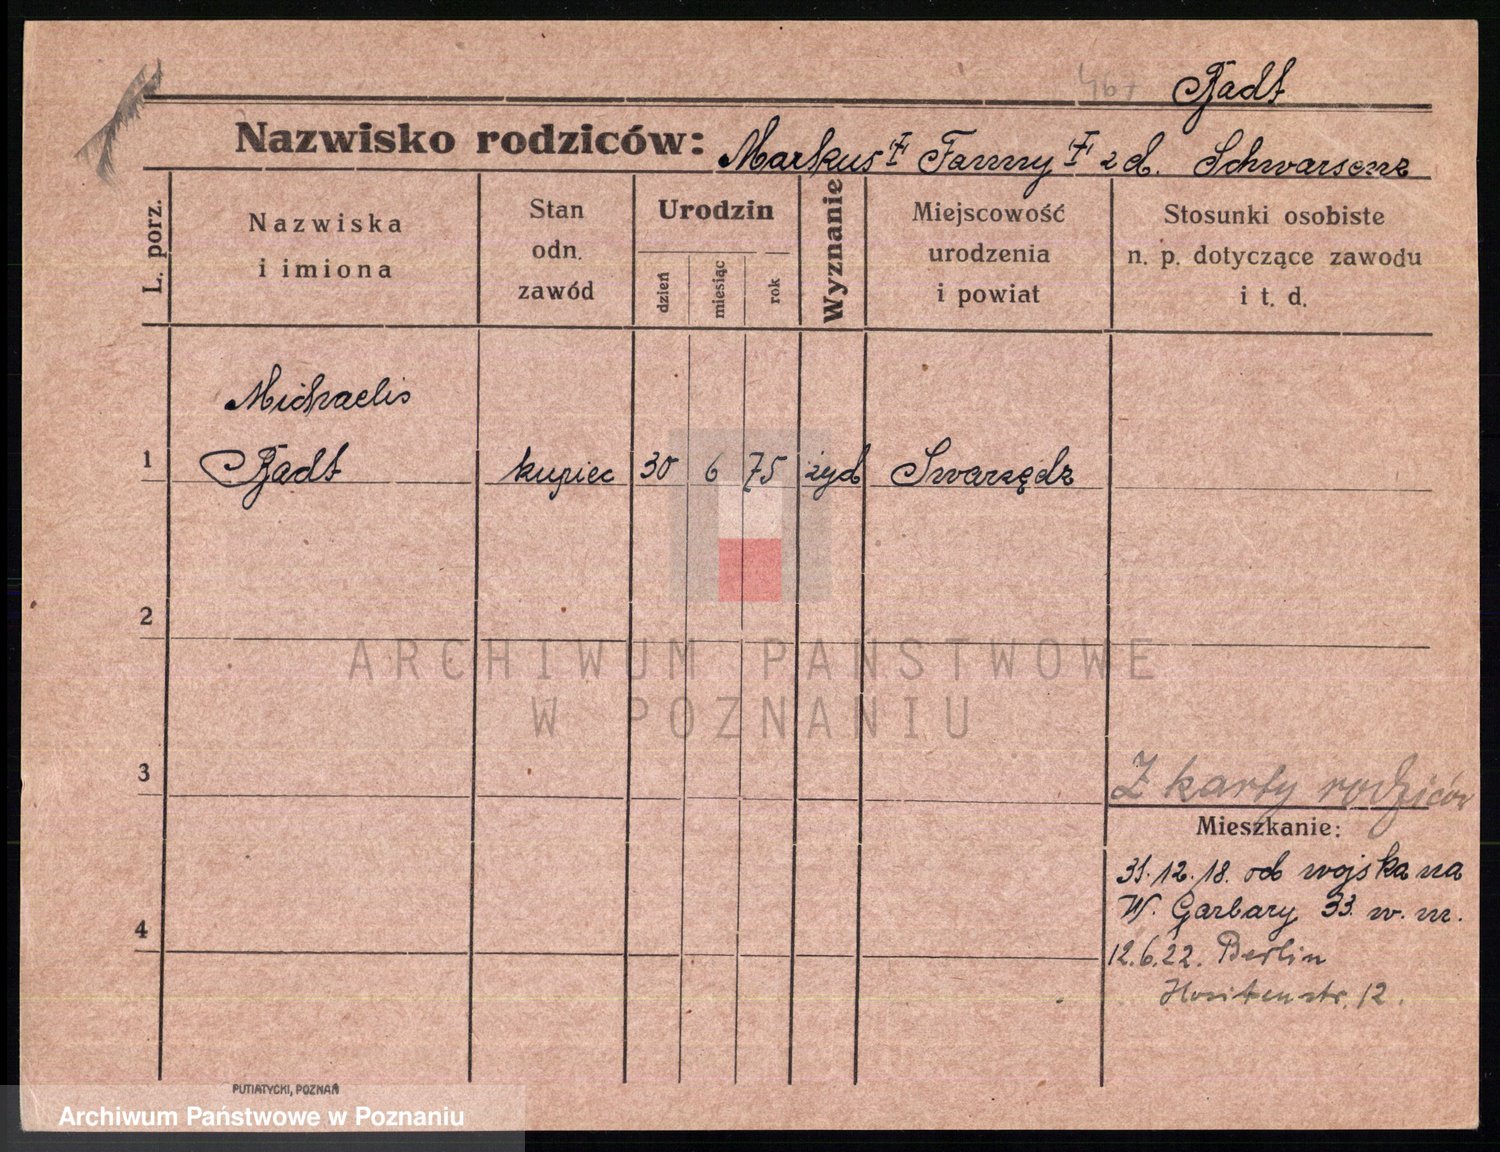 467 Radt
Nazwisko rodziców: Markus † Fanny † z d. Schwarsenz
L. porz.
Nazwiska
i imiona
Stan
odn.
zawód
Urodzin
dzień
miesiąc
rok
Wyznanie
Miejscowość
urodzenia
i powiat
Stosunki osobiste
n. p. dotyczące zawodu
i t. d.
Michaelis
1 Radt kupiec 30 6 75 żyd Swarzędz
2
ARCHIWUM PAŃSTWOWE
W POZNANIU
3
Z karty rodziców
Mieszkanie:
31.12.18. od wojska na
W. Garbary 33. w. m.
4
12.6.22. Berlin
12.
PUTIATYCKI, POZNAŃ
Archiwum Państwowe w Poznaniu